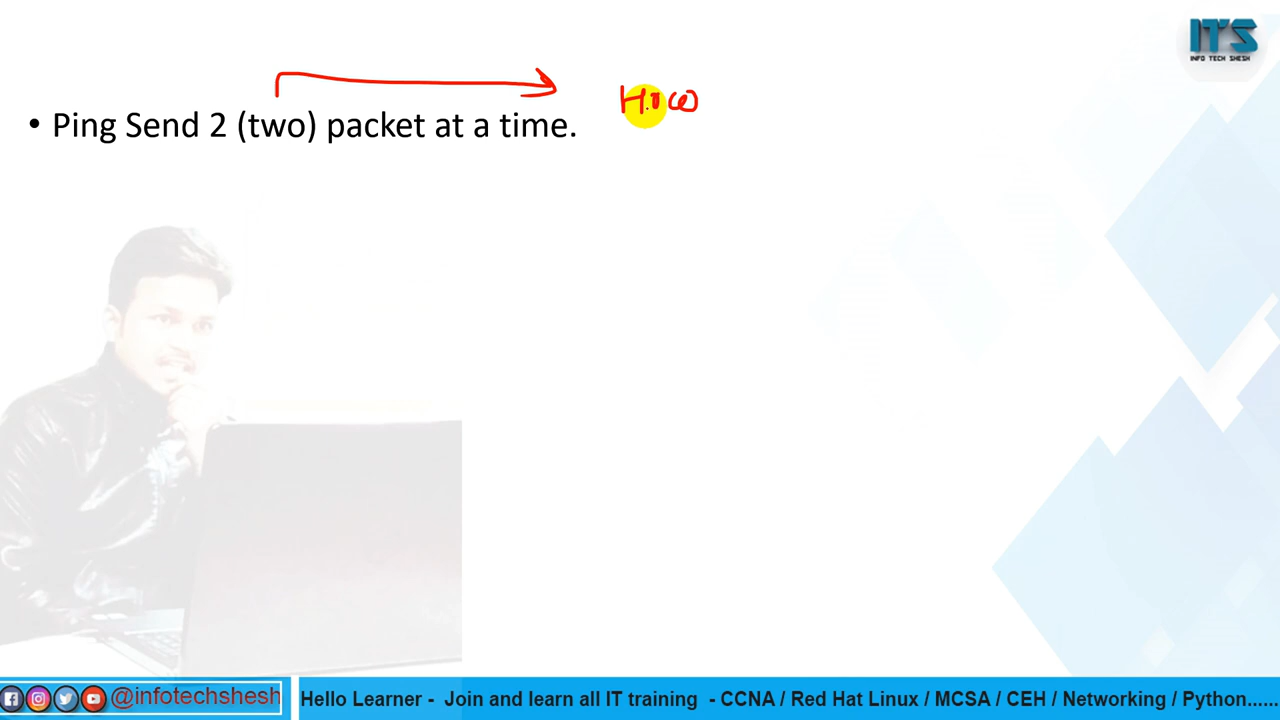 ITS
INFO TECH SHESH
How
• Ping Send 2 (two) packet at a time.
@infotechshesh
Hello Learner - Join and learn all IT training - CCNA / Red Hat Linux / MCSA / CEH / Networking / Python......